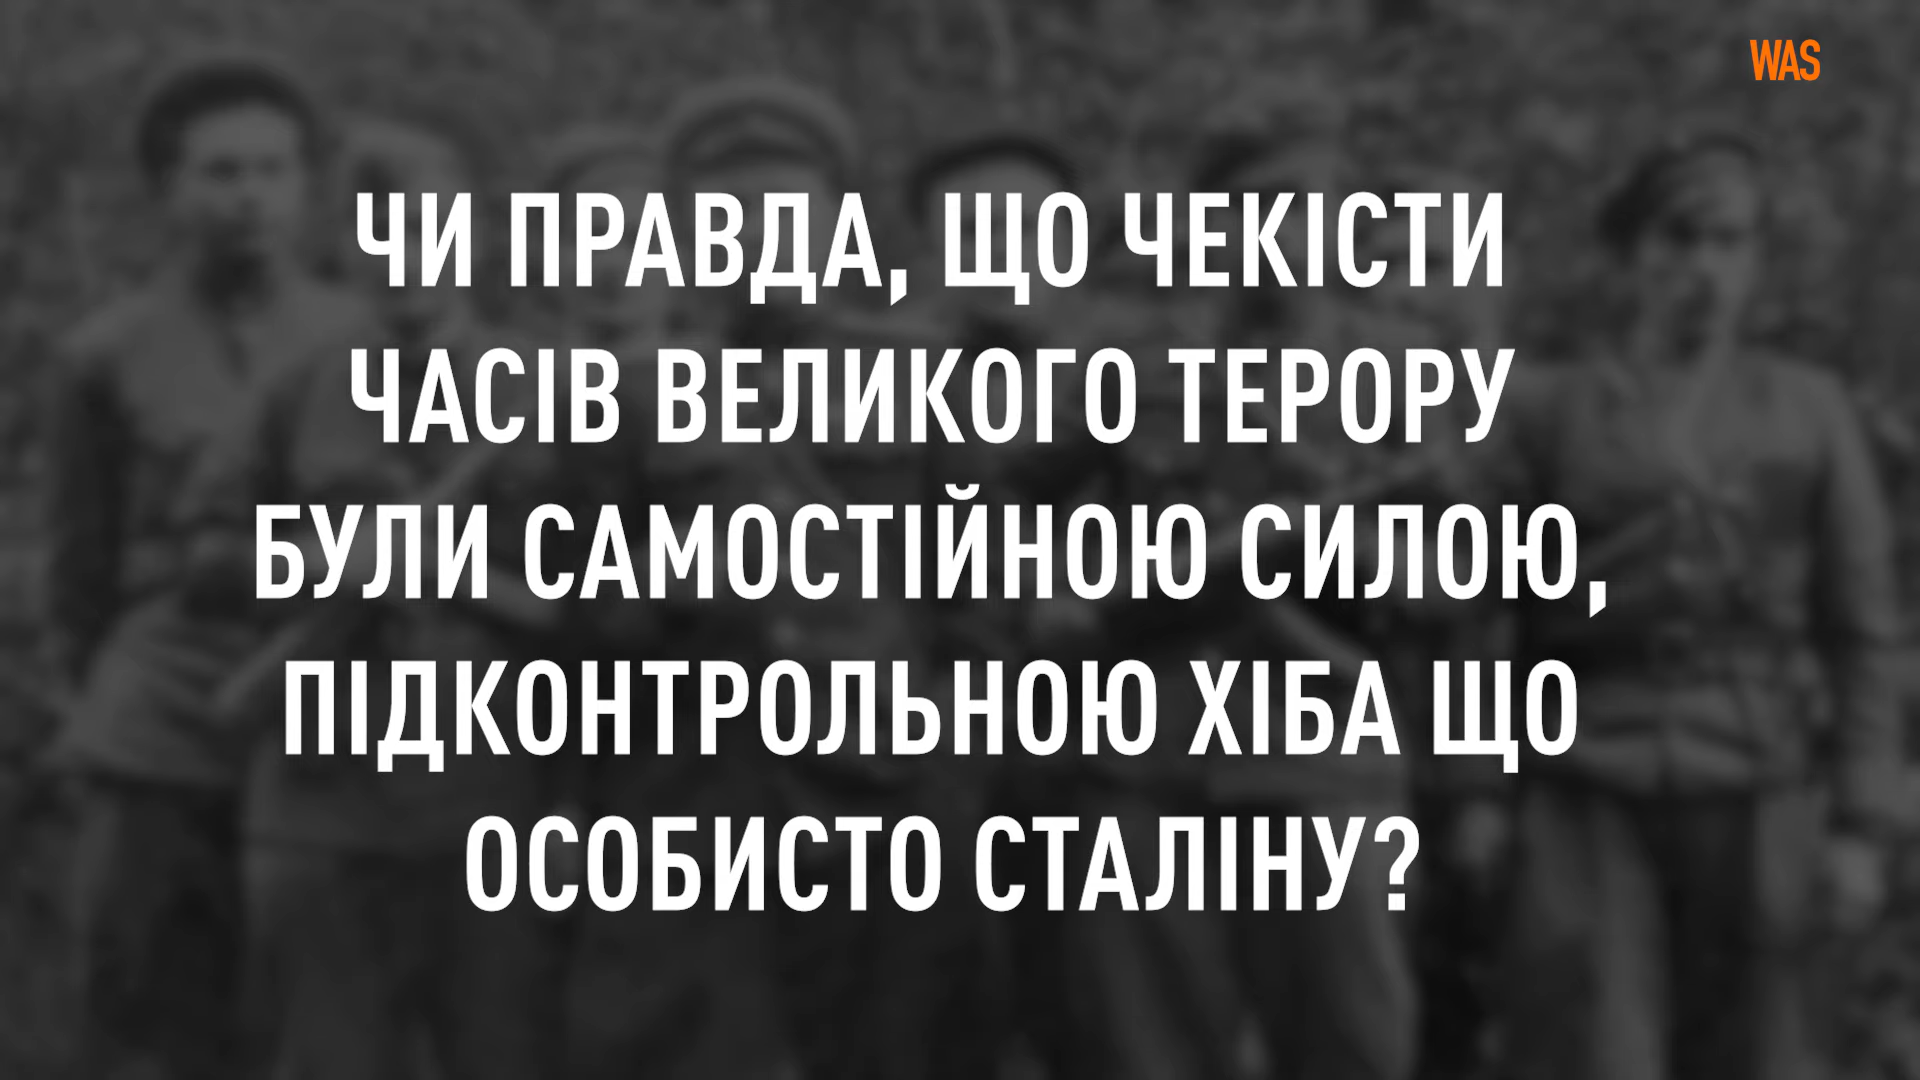 WAS
ЧИ ПРАВДА, ЩО ЧЕКІСТИ
ЧАСІВ ВЕЛИКОГО ТЕРОРУ
БУЛИ САМОСТІЙНОЮ СИЛОЮ,
ПІДКОНТРОЛЬНОЮ ХІБА ЩО
ОСОБИСТО СТАЛІНУ?